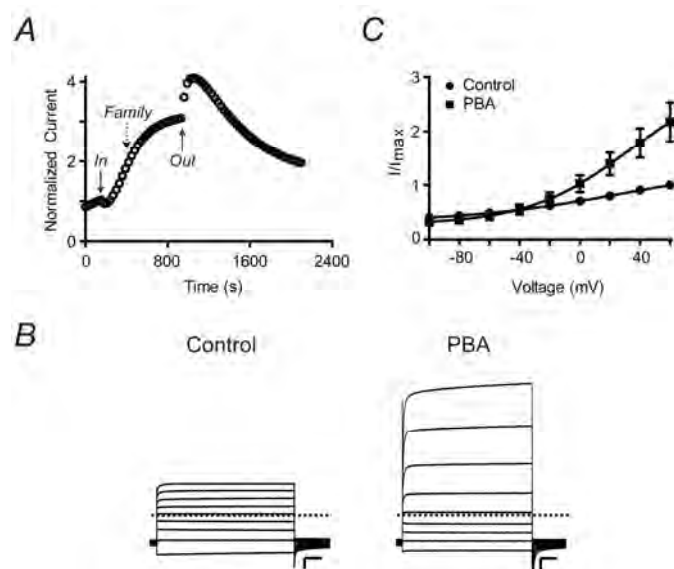 A
Normalized Current
4
2
0
Family
In
Out
0 800 1600 2400
Time (s)
C
I/Imax
3
2
1
0
Control
PBA
-80 -40 0 40
Voltage (mV)
B
Control PBA